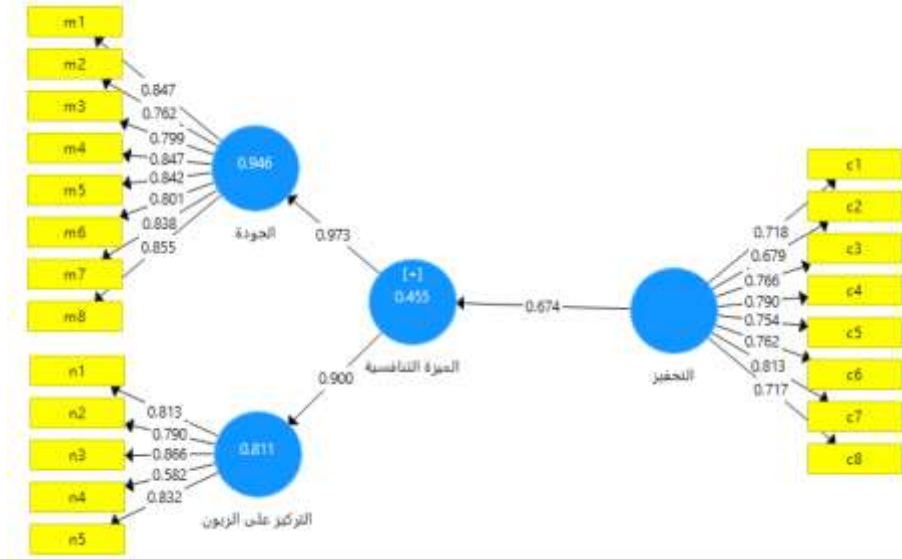 m1
m2
m3
m4
m5
m6
m7
m8
0.847
0.762
0.799
0.847
0.842
0.801
0.838
0.855
0.946
الجودة
0.973
[+]
0.455
الميزة التنافسية
0.900
n1
n2
n3
n4
n5
0.813
0.790
0.866
0.582
0.832
0.811
التركيز على الزبون
0.674
التحفيز
0.718
0.679
0.766
0.790
0.754
0.762
0.813
0.717
c1
c2
c3
c4
c5
c6
c7
c8